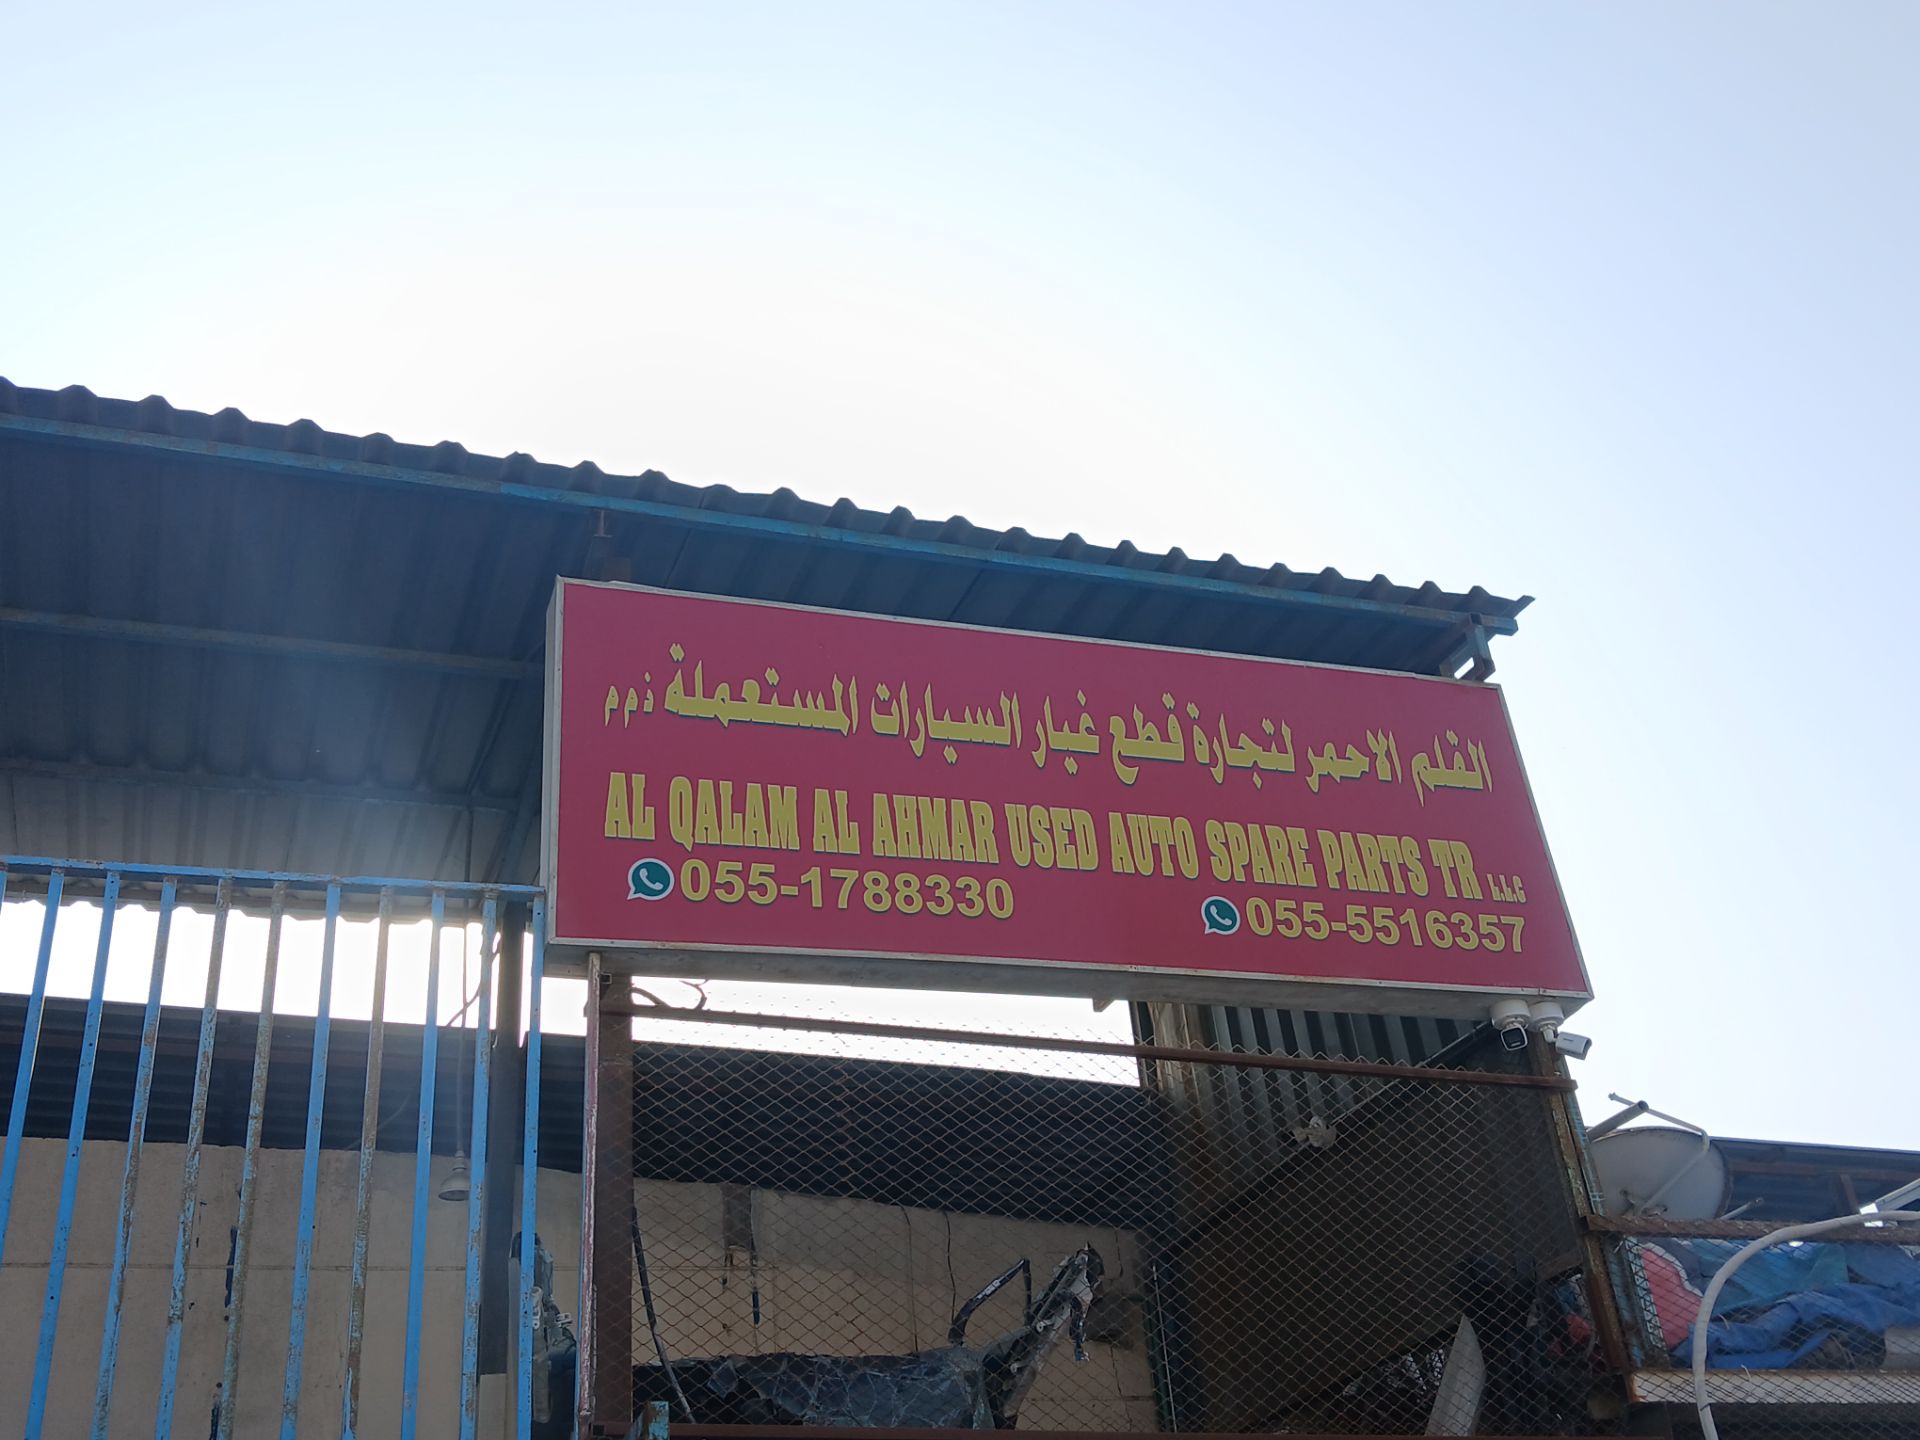 القلم الاحمر لتجارة قطع غيار السيارات المستعملة ذ م م
AL QALAM AL AHMAR USED AUTO SPARE PARTS TR L.L.C
055-1788330 055-5516357